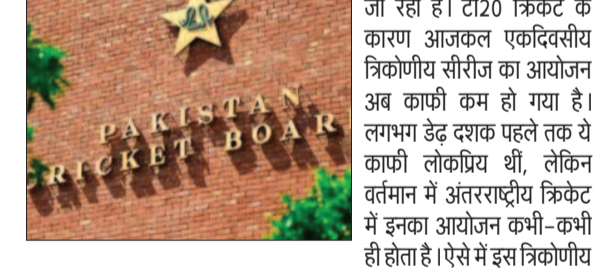 PAKISTAN
RICKET BOAR
जा रहा है। टी20 क्रिकेट के
कारण आजकल एकदिवसीय
त्रिकोणीय सीरीज का आयोजन
अब काफी कम हो गया है।
लगभग डेढ़ दशक पहले तक ये
काफी लोकप्रिय थीं, लेकिन
वर्तमान में अंतरराष्ट्रीय क्रिकेट
में इनका आयोजन कभी-कभी
ही होता है। ऐसे में इस त्रिकोणीय